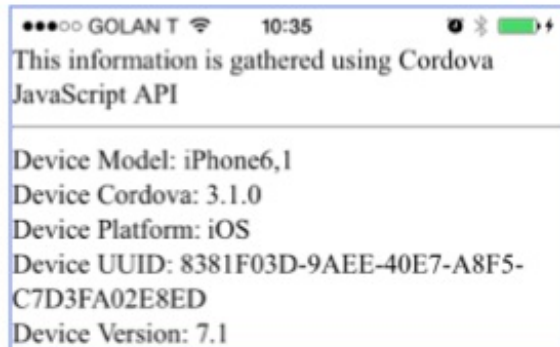 ●●●○○ GOLAN T 10:35
This information is gathered using Cordova
JavaScript API
Device Model: iPhone6,1
Device Cordova: 3.1.0
Device Platform: iOS
Device UUID: 8381F03D-9AEE-40E7-A8F5-
C7D3FA02E8ED
Device Version: 7.1